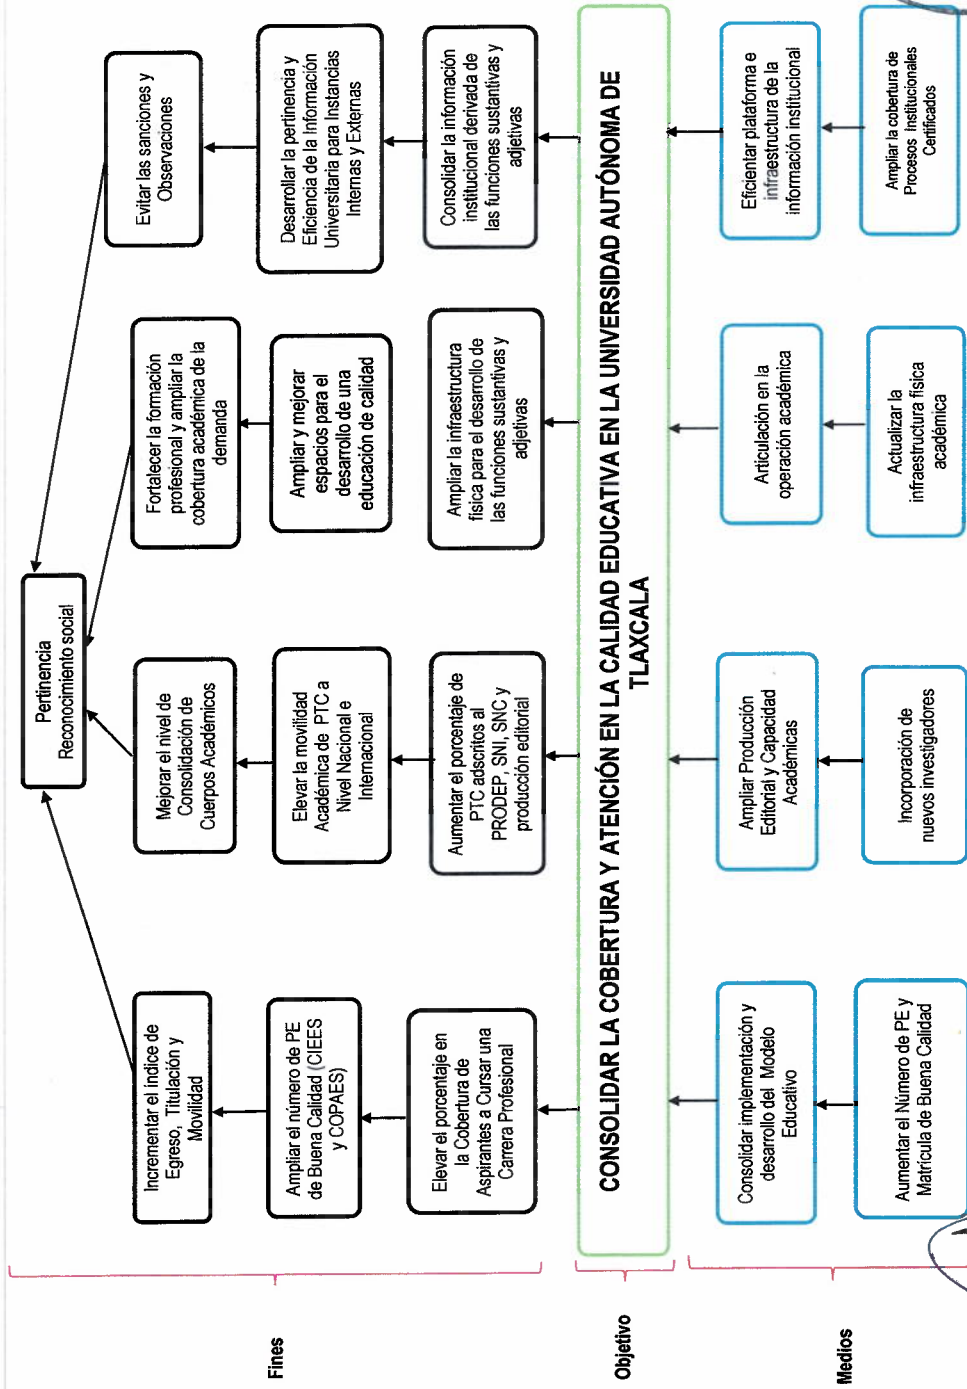 Pertinencia
Reconocimiento social
Incrementar el índice de
Egreso, Titulación y
Movilidad
Mejorar el nivel de
Consolidación de
Cuerpos Académicos
Fortalecer la formación
profesional y ampliar la
cobertura académica de la
demanda
Evitar las sanciones y
Observaciones
Fines
Ampliar el número de PE
de Buena Calidad (CIEES
y COPAES)
Elevar la movilidad
Académica de PTC a
Nivel Nacional e
Internacional
Ampliar y mejorar
espacios para el
desarrollo de una
educación de calidad
Desarrollar la pertinencia y
Eficiencia de la Información
Universitaria para Instancias
Internas y Externas
Elevar el porcentaje en
la Cobertura de
Aspirantes a Cursar una
Carrera Profesional
Aumentar el porcentaje de
PTC adscritos al
PRODEP, SNI, SNC y
producción editorial
Ampliar la infraestructura
física para el desarrollo de
las funciones sustantivas y
adjetivas
Consolidar la información
institucional derivada de
las funciones sustantivas y
adjetivas
Objetivo
CONSOLIDAR LA COBERTURA Y ATENCIÓN EN LA CALIDAD EDUCATIVA EN LA UNIVERSIDAD AUTÓNOMA DE
TLAXCALA
Medios
Consolidar implementación y
desarrollo del Modelo
Educativo
Ampliar Producción
Editorial y Capacidad
Académicas
Articulación en la
operación académica
Eficientar plataforma e
infraestructura de la
información institucional
Aumentar el Número de PE y
Matrícula de Buena Calidad
Incorporación de
nuevos investigadores
Actualizar la
infraestructura física
académica
Ampliar la cobertura de
Procesos Institucionales
Certificados